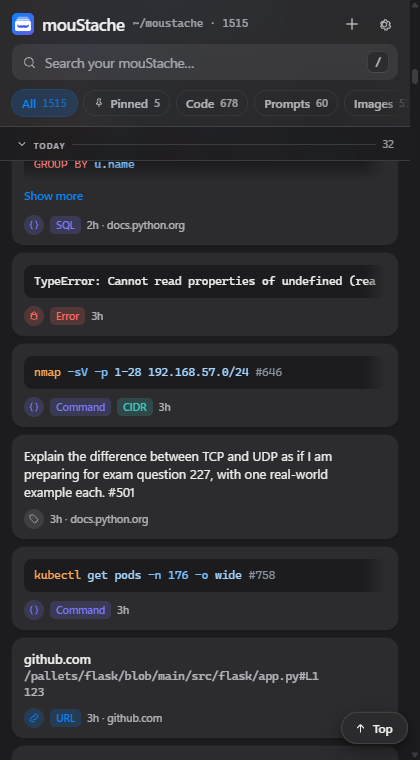 mouStache ~/moustache · 1515
Search your mouStache… /
All 1515 Pinned 5 Code 678 Prompts 60 Images
TODAY 32
GROUP BY u.name
Show more
SQL 2h · docs.python.org
TypeError: Cannot read properties of undefined (rea
Error 3h
nmap -sV -p 1-28 192.168.57.0/24 #646
Command CIDR 3h
Explain the difference between TCP and UDP as if I am
preparing for exam question 227, with one real-world
example each. #501
3h · docs.python.org
kubectl get pods -n 176 -o wide #758
Command 3h
github.com
/pallets/flask/blob/main/src/flask/app.py#L1
123
URL 3h · github.com
Top